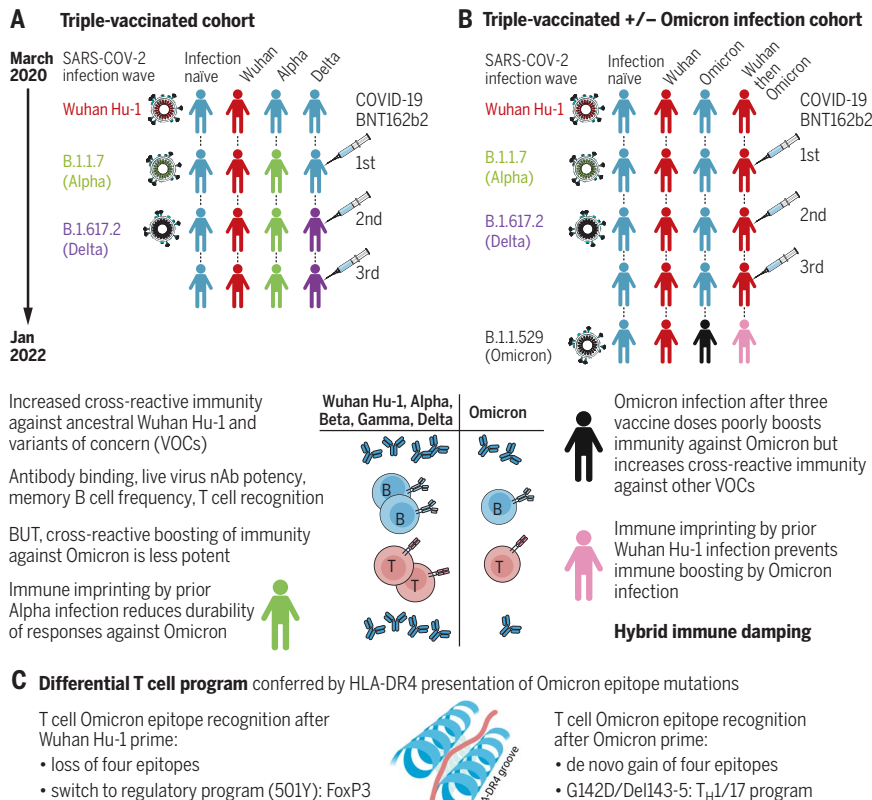 A Triple-vaccinated cohort
March
2020
SARS-COV-2
infection wave
Infection
naïve
Wuhan
Alpha
Delta
Wuhan Hu-1
COVID-19
BNT162b2
B.1.1.7
(Alpha)
1st
B.1.617.2
(Delta)
2nd
3rd
Jan
2022
B Triple-vaccinated +/− Omicron infection cohort
SARS-COV-2
infection wave
Infection
naïve
Wuhan
Omicron
Wuhan
then
Omicron
Wuhan Hu-1
COVID-19
BNT162b2
B.1.1.7
(Alpha)
1st
B.1.617.2
(Delta)
2nd
3rd
B.1.1.529
(Omicron)
Increased cross-reactive immunity
against ancestral Wuhan Hu-1 and
variants of concern (VOCs)
Antibody binding, live virus nAb potency,
memory B cell frequency, T cell recognition
BUT, cross-reactive boosting of immunity
against Omicron is less potent
Immune imprinting by prior
Alpha infection reduces durability
of responses against Omicron
Wuhan Hu-1, Alpha,
Beta, Gamma, Delta
Omicron
B
B
B
T
T
T
Omicron infection after three
vaccine doses poorly boosts
immunity against Omicron but
increases cross-reactive immunity
against other VOCs
Immune imprinting by prior
Wuhan Hu-1 infection prevents
immune boosting by Omicron
infection
Hybrid immune damping
C Differential T cell program conferred by HLA-DR4 presentation of Omicron epitope mutations
T cell Omicron epitope recognition after
Wuhan Hu-1 prime:
• loss of four epitopes
• switch to regulatory program (501Y): FoxP3
A-DR4 groove
T cell Omicron epitope recognition
after Omicron prime:
• de novo gain of four epitopes
• G142D/Del143-5: TH1/17 program